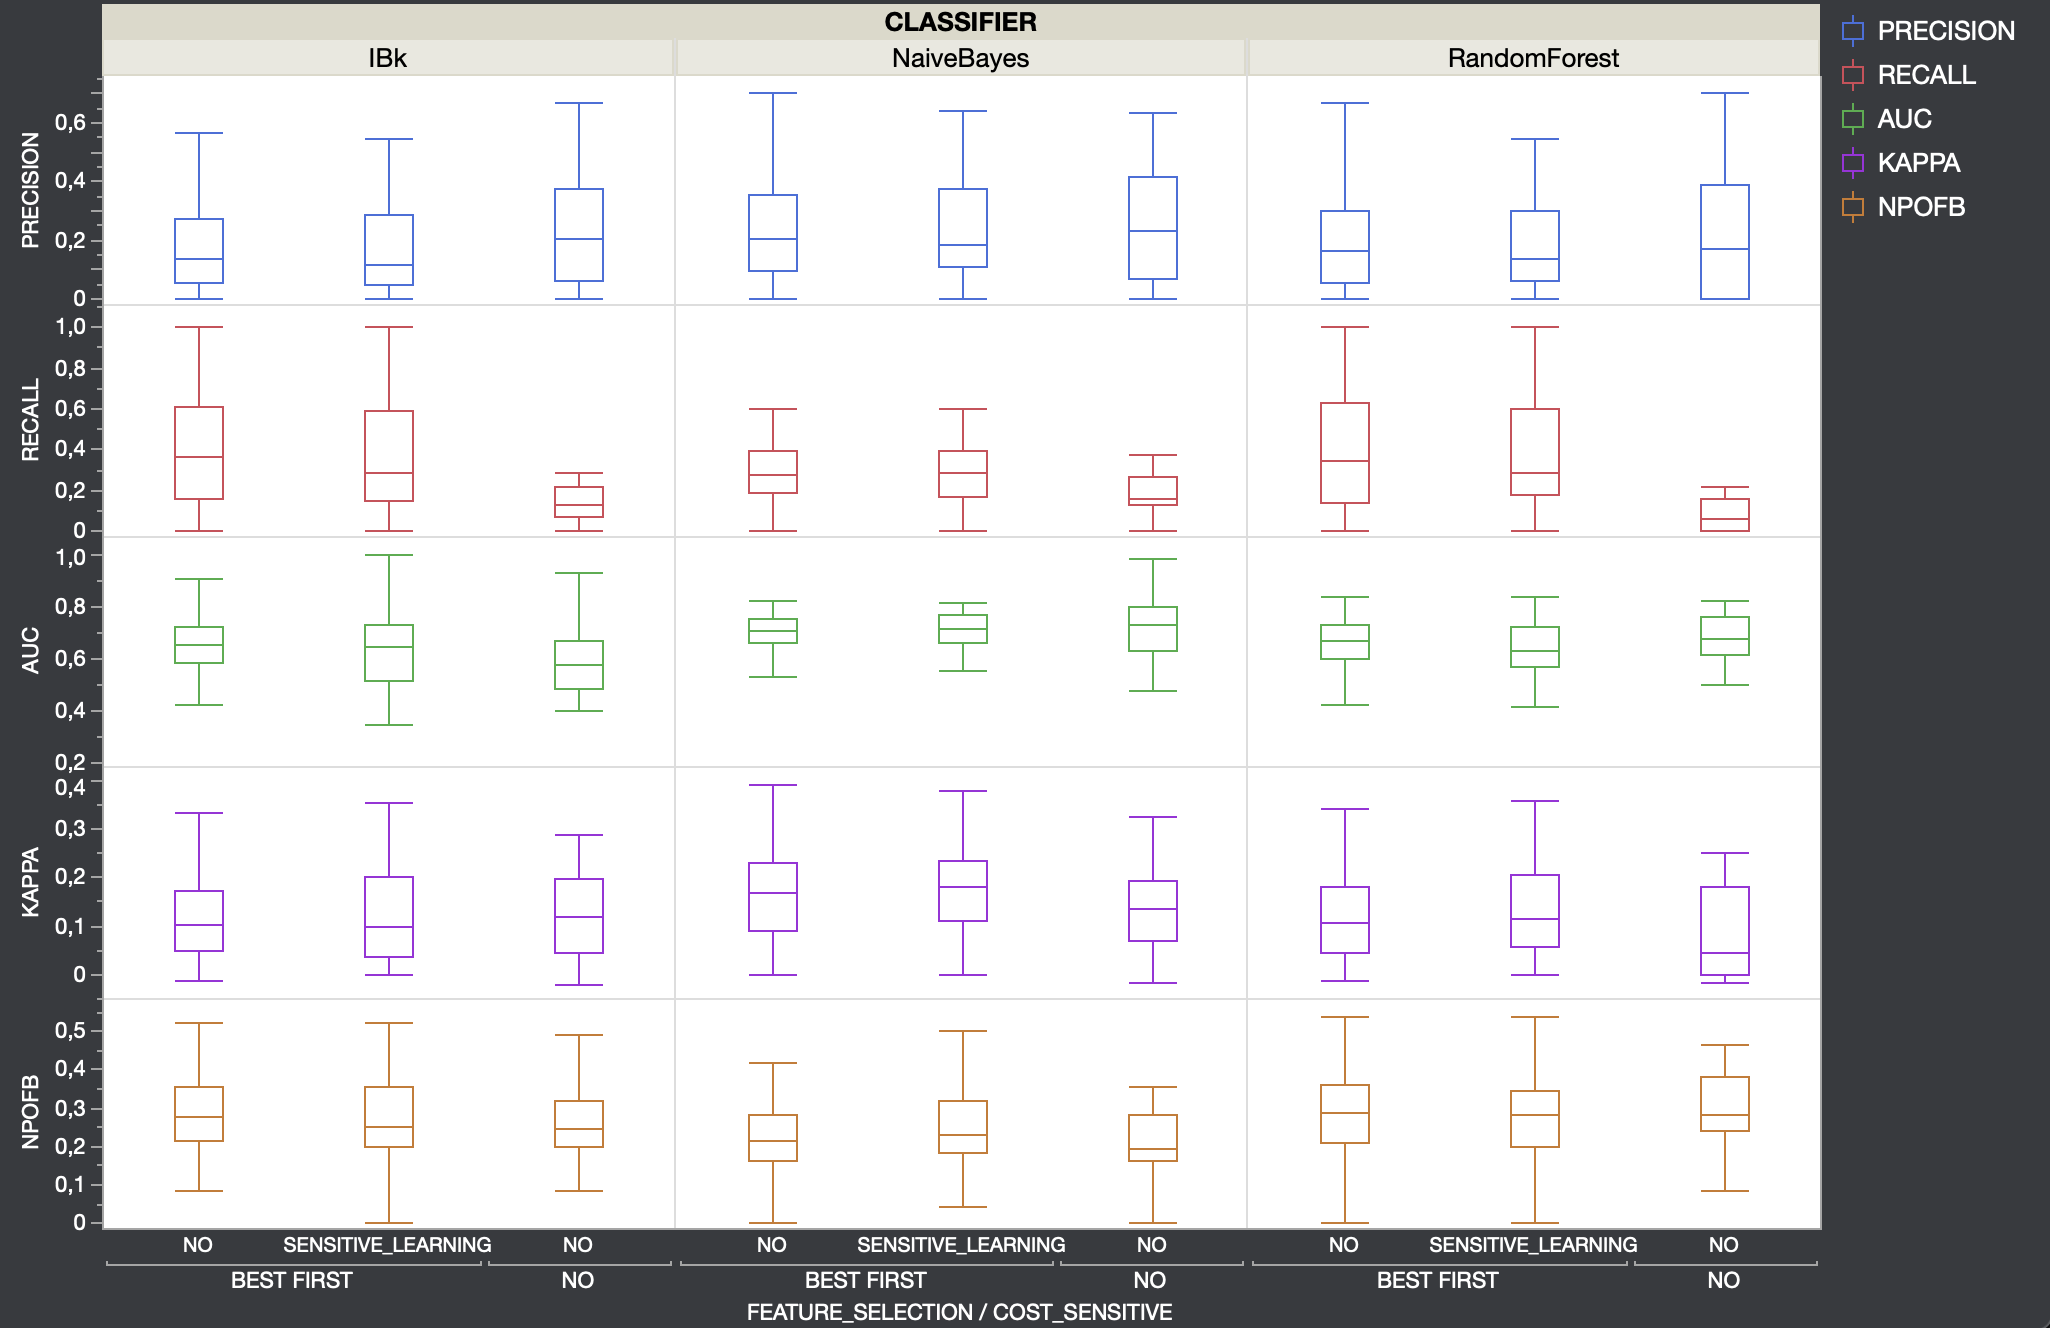 CLASSIFIER
IBk NaiveBayes RandomForest
PRECISION
RECALL
AUC
KAPPA
NPOFB
PRECISION
0,6
0,4
0,2
0
RECALL
1,0
0,8
0,6
0,4
0,2
0
AUC
1,0
0,8
0,6
0,4
0,2
KAPPA
0,4
0,3
0,2
0,1
0
NPOFB
0,5
0,4
0,3
0,2
0,1
0
NO SENSITIVE_LEARNING NO NO SENSITIVE_LEARNING NO NO SENSITIVE_LEARNING NO
BEST FIRST NO BEST FIRST NO BEST FIRST NO
FEATURE_SELECTION / COST_SENSITIVE